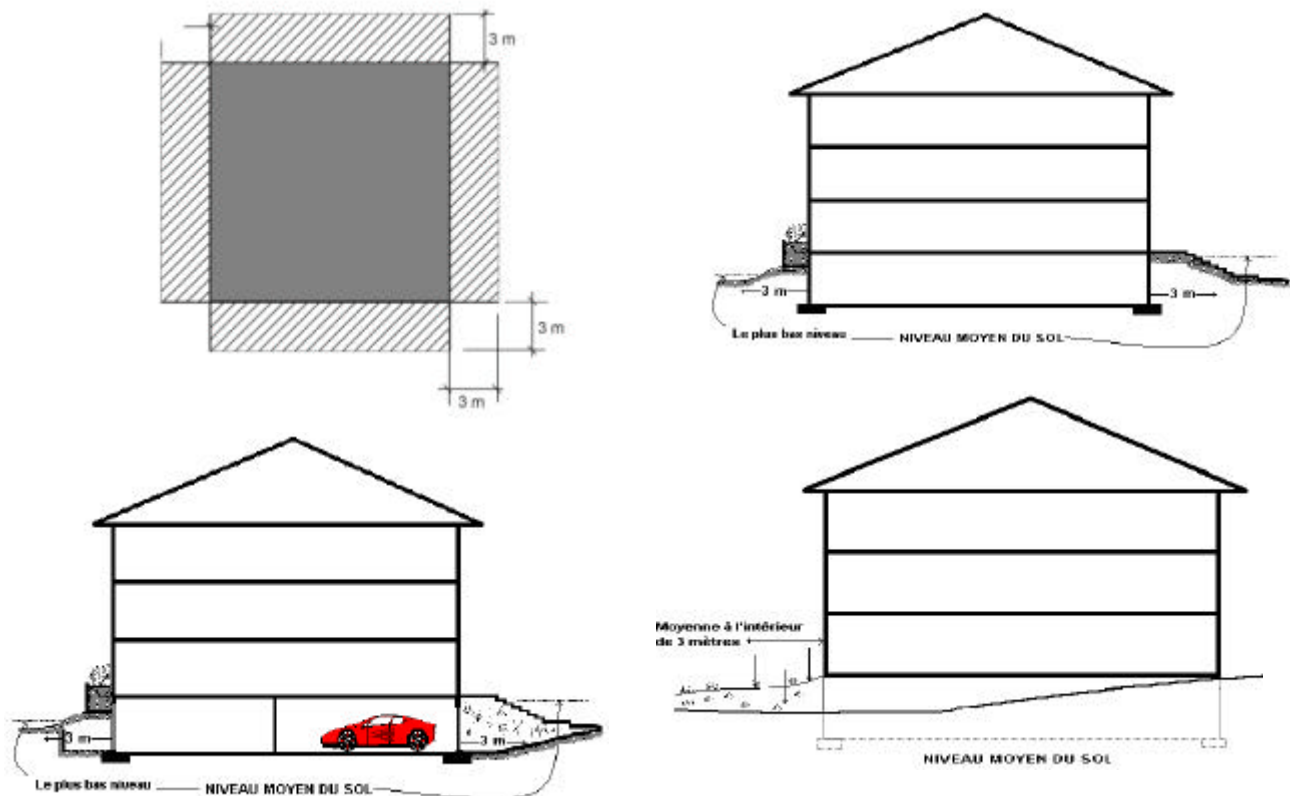 3 m
3 m
3 m
3 m
3 m
Le plus bas niveau
NIVEAU MOYEN DU SOL
Moyenne à l'intérieur
de 3 mètres
NIVEAU MOYEN DU SOL
3 m
3 m
Le plus bas niveau
NIVEAU MOYEN DU SOL